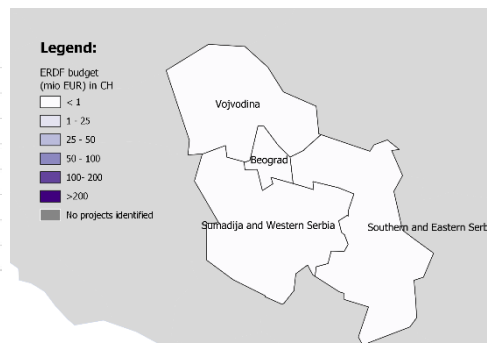 Legend:
ERDF budget
(mio EUR) in CH
< 1
1 - 25
25 - 50
50 - 100
100- 200
>200
No projects identified
Vojvodina
Beograd
Sumadija and Western Serbia
Southern and Eastern Serb